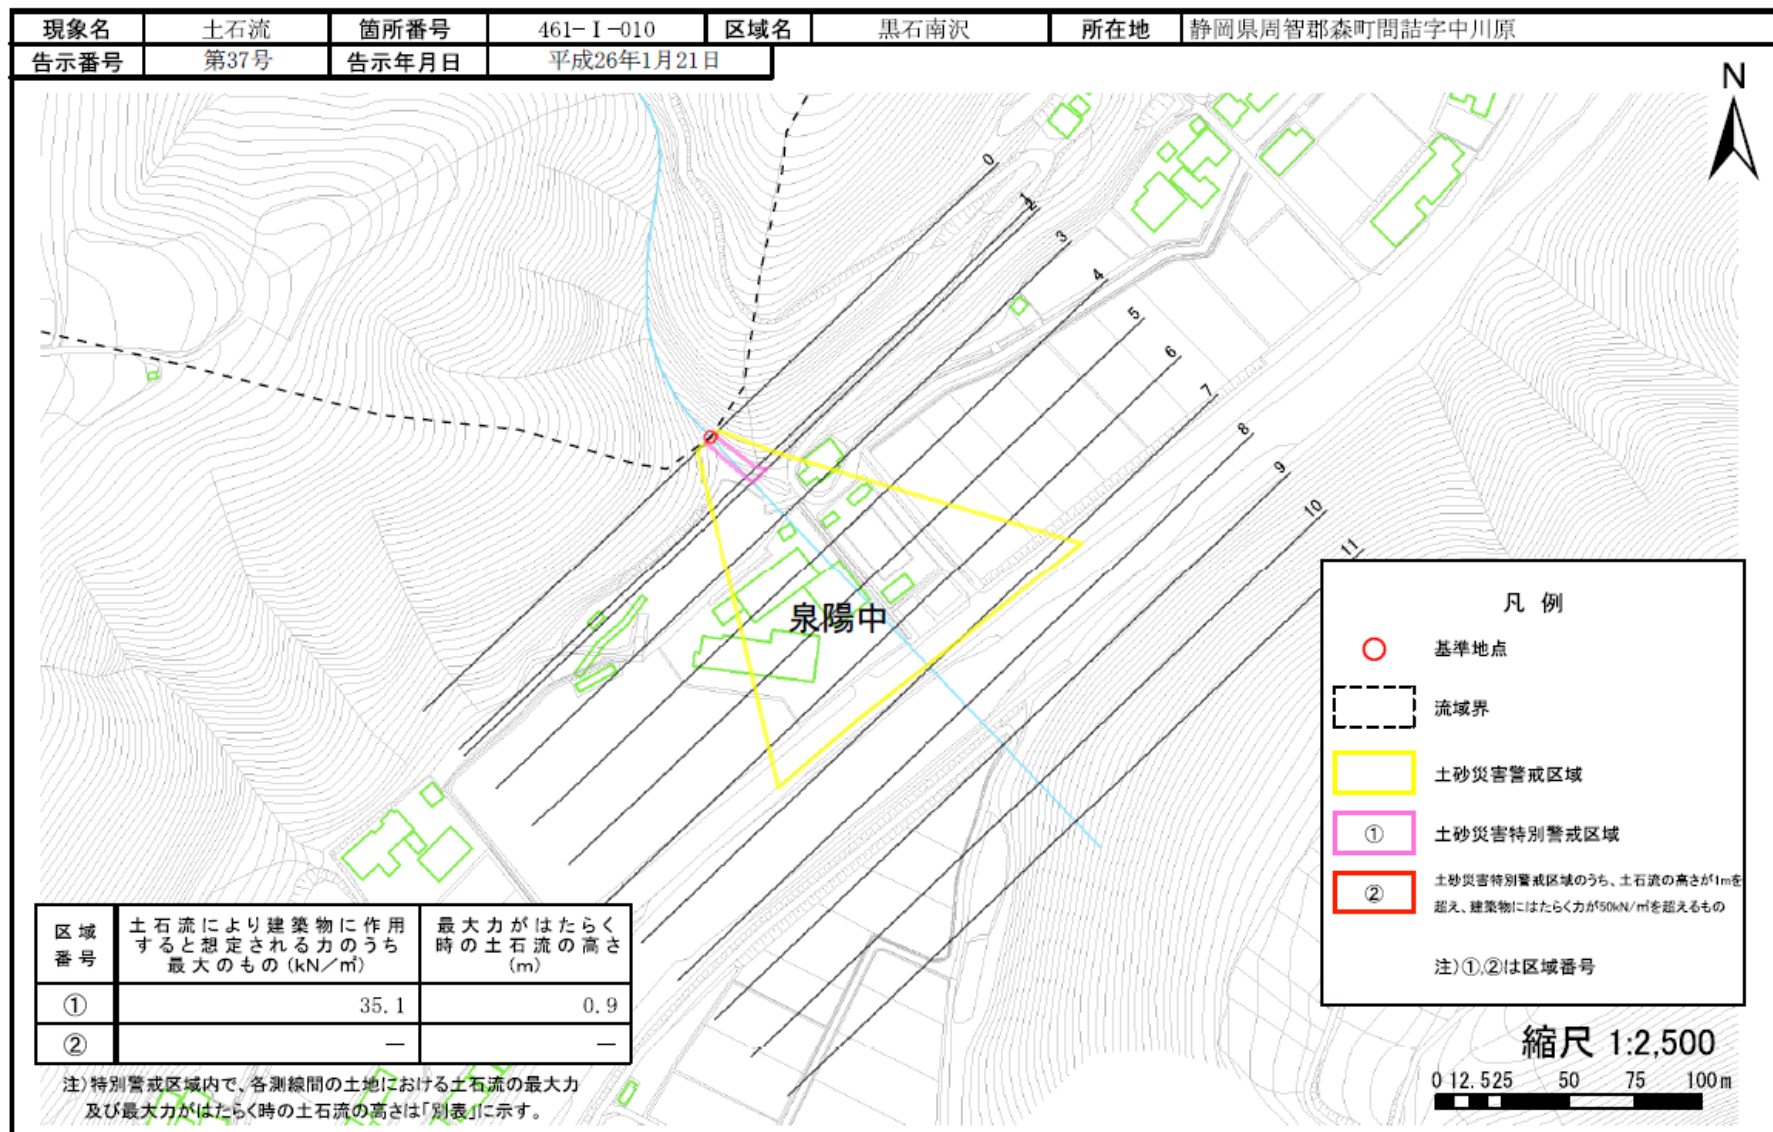 現象名 土石流 箇所番号 461-Ⅰ-010 区域名 黒石南沢 所在地 静岡県周智郡森町問詰字中川原
告示番号 第37号 告示年月日 平成26年1月21日
N
0
1
2
3
4
5
6
7
8
9
10
11
泉陽中
凡 例
基準地点
流域界
土砂災害警戒区域
① 土砂災害特別警戒区域
② 土砂災害特別警戒区域のうち、土石流の高さが1mを
超え、建築物にはたらく力が50kN/㎡を超えるもの
注)①,②は区域番号
区域
番号
土石流により建築物に作用
すると想定される力のうち
最大のもの(kN/㎡)
最大力がはたらく
時の土石流の高さ
(m)
① 35.1 0.9
② — —
注)特別警戒区域内で、各測線間の土地における土石流の最大力
及び最大力がはたらく時の土石流の高さは「別表」に示す。
縮尺 1:2,500
0 12.5 25 50 75 100m